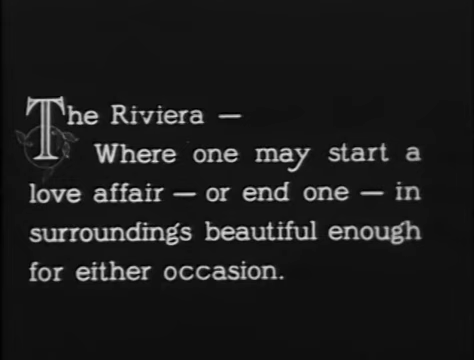 The Riviera —
Where one may start a
love affair — or end one — in
surroundings beautiful enough
for either occasion.